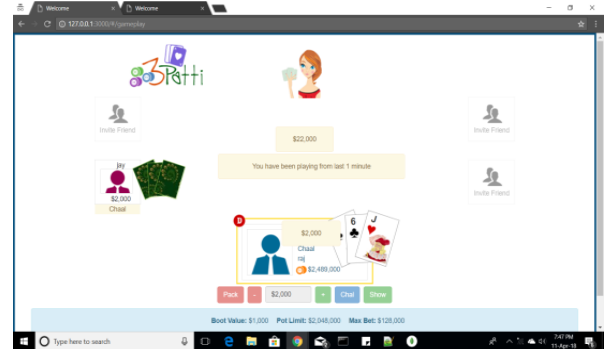 Welcome
Welcome
127.0.0.1:3000/#/gameplay
3Patti
Invite Friend
Invite Friend
$22,000
You have been playing from last 1 minute
jay
$2,000
Chaal
Invite Friend
D
$2,000
6
J
Chaal
raj
$2,489,000
Pack
-
$2,000
+
Chal
Show
Boot Value: $1,000 Pot Limit: $2,048,000 Max Bet: $128,000
Type here to search
7:47 PM
11-Apr-18